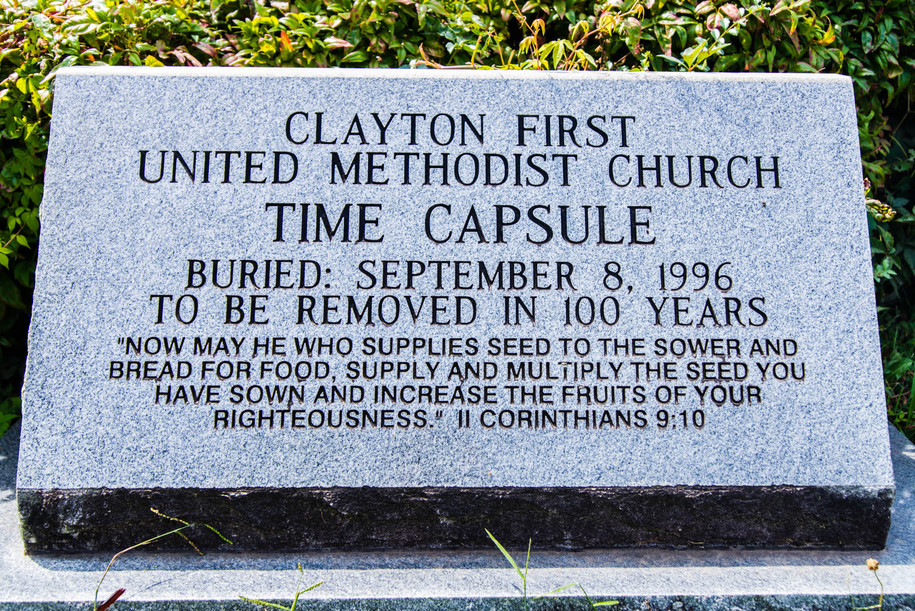 CLAYTON FIRST
UNITED METHODIST CHURCH
TIME CAPSULE
BURIED: SEPTEMBER 8, 1996
TO BE REMOVED IN 100 YEARS
"NOW MAY HE WHO SUPPLIES SEED TO THE SOWER AND
BREAD FOR FOOD, SUPPLY AND MULTIPLY THE SEED YOU
HAVE SOWN AND INCREASE THE FRUITS OF YOUR
RIGHTEOUSNESS." II CORINTHIANS 9:10